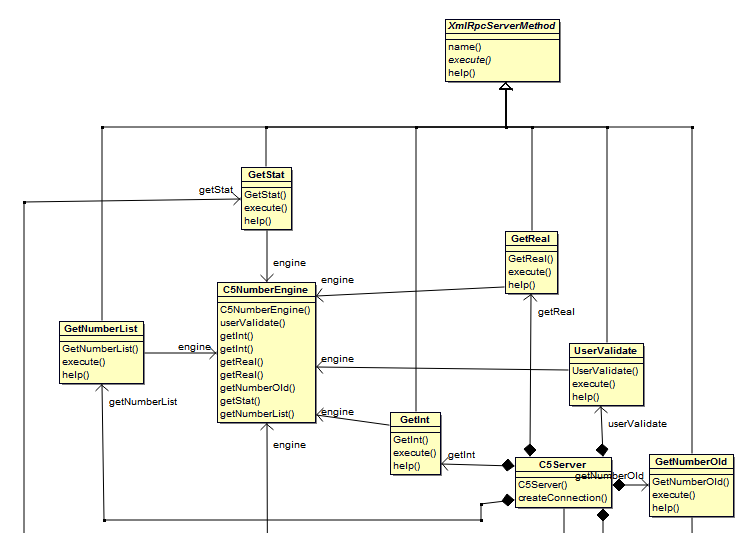 XmlRpcServerMethod
name()
execute()
help()
GetStat
GetStat()
execute()
help()
getStat
engine
GetReal
GetReal()
execute()
help()
engine
getReal
C5NumberEngine
C5NumberEngine()
userValidate()
getInt()
getInt()
getReal()
getReal()
getNumberOld()
getStat()
getNumberList()
GetNumberList
GetNumberList()
execute()
help()
engine
getNumberList
engine
UserValidate
UserValidate()
execute()
help()
userValidate
engine
GetInt
GetInt()
execute()
help()
engine
getInt
C5Server
C5Server()
createConnection()
getNumberOld
GetNumberOld
GetNumberOld()
execute()
help()